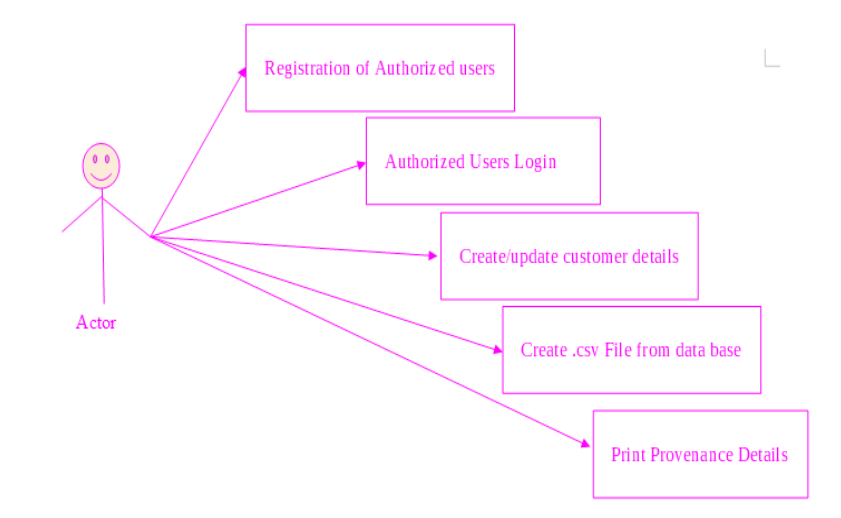 Registration of Authorized users
Authorized Users Login
Create/update customer details
Actor
Create .csv File from data base
Print Provenance Details